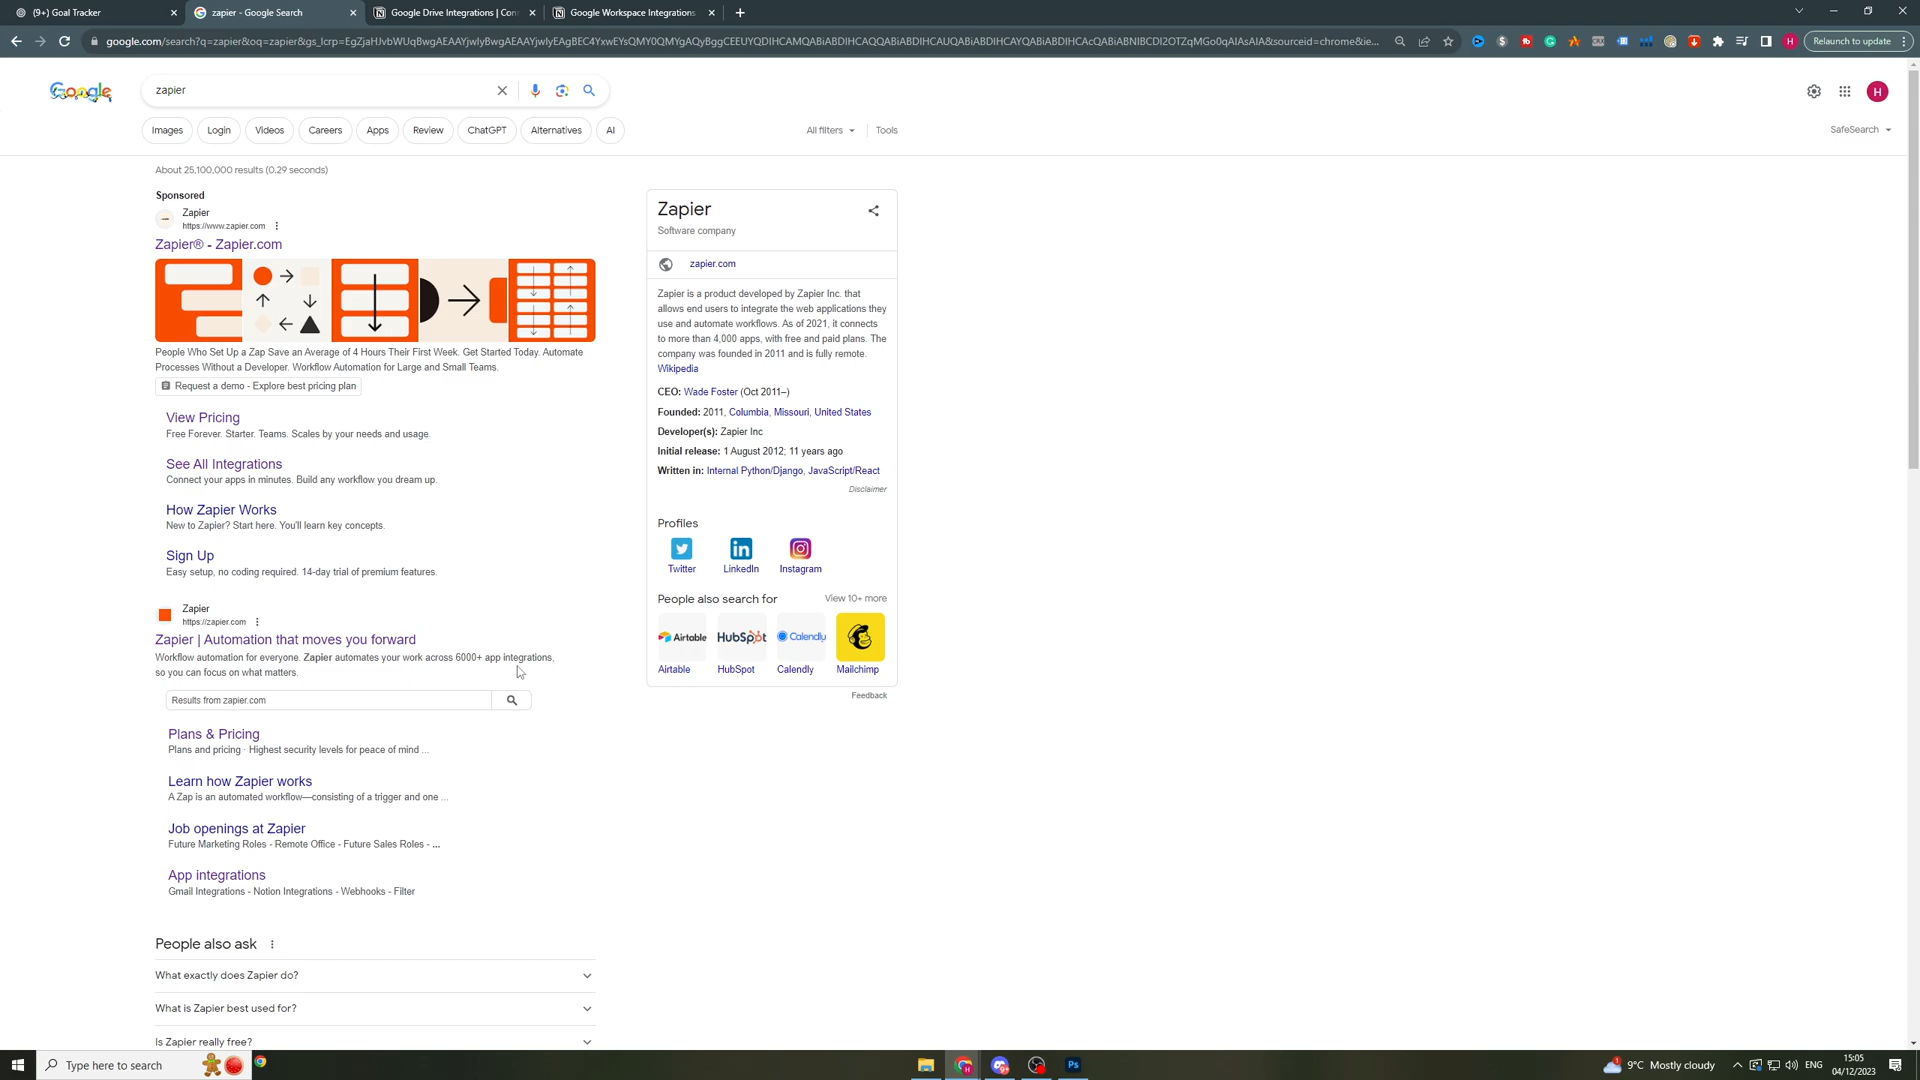 (9+) Goal Tracker
zapier - Google Search
Google Drive Integrations | Con
Google Workspace Integrations
google.com/search?q=zapier&oq=zapier&gs_lcrp=EgZjaHJvbWUqBwgAEAAYjwIyBwgAEAAYjwIyEAgBEC4YxwEYsQMY0QMYgAQyBggCEEUYQDIHCAMQABiABDIHCAQQABiABDIHCAUQABiABDIHCAYQABiABDIHCAcQABiABNIBCDI2OTZqMGo0qAIAsAIA&sourceid=chrome&ie...
H
Relaunch to update
Google
zapier
H
Images
Login
Videos
Careers
Apps
Review
ChatGPT
Alternatives
AI
All filters
Tools
SafeSearch
About 25,100,000 results (0.29 seconds)
Sponsored
Zapier
https://www.zapier.com
Zapier® - Zapier.com
People Who Set Up a Zap Save an Average of 4 Hours Their First Week. Get Started Today. Automate
Processes Without a Developer. Workflow Automation for Large and Small Teams.
Request a demo - Explore best pricing plan
View Pricing
Free Forever. Starter. Teams. Scales by your needs and usage.
See All Integrations
Connect your apps in minutes. Build any workflow you dream up.
How Zapier Works
New to Zapier? Start here. You'll learn key concepts.
Sign Up
Easy setup, no coding required. 14-day trial of premium features.
Zapier
https://zapier.com
Zapier | Automation that moves you forward
Workflow automation for everyone. Zapier automates your work across 6000+ app integrations,
so you can focus on what matters.
Results from zapier.com
Plans & Pricing
Plans and pricing · Highest security levels for peace of mind ...
Learn how Zapier works
A Zap is an automated workflow—consisting of a trigger and one ...
Job openings at Zapier
Future Marketing Roles - Remote Office - Future Sales Roles - ...
App integrations
Gmail Integrations - Notion Integrations - Webhooks - Filter
People also ask
What exactly does Zapier do?
What is Zapier best used for?
Is Zapier really free?
Zapier
Software company
zapier.com
Zapier is a product developed by Zapier Inc. that
allows end users to integrate the web applications they
use and automate workflows. As of 2021, it connects
to more than 4,000 apps, with free and paid plans. The
company was founded in 2011 and is fully remote.
Wikipedia
CEO: Wade Foster (Oct 2011–)
Founded: 2011, Columbia, Missouri, United States
Developer(s): Zapier Inc
Initial release: 1 August 2012; 11 years ago
Written in: Internal Python/Django, JavaScript/React
Disclaimer
Profiles
Twitter
LinkedIn
Instagram
People also search for
View 10+ more
Airtable
HubSpot
Calendly
Airtable
HubSpot
Calendly
Mailchimp
Feedback
Type here to search
9+
Ps
1
9°C Mostly cloudy
ENG
15:05
04/12/2023